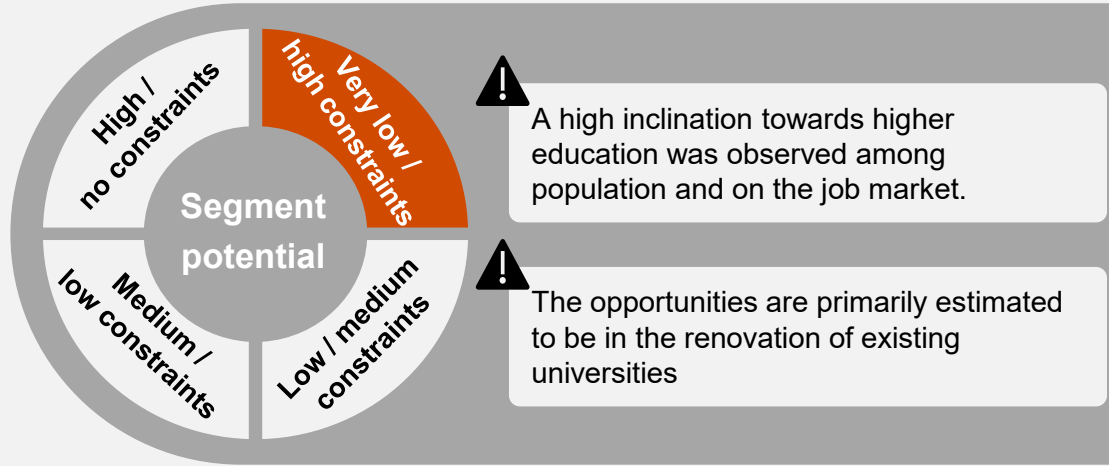 High /
no constraints
Very low /
high constraints
Segment
potential
Medium /
low constraints
Low / medium
constraints
A high inclination towards higher
education was observed among
population and on the job market.
The opportunities are primarily estimated
to be in the renovation of existing
universities